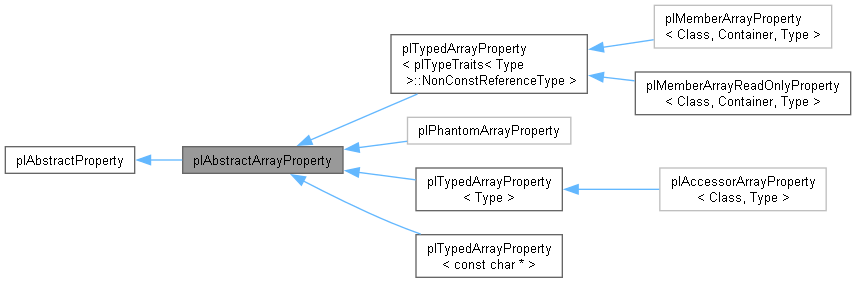 plAbstractProperty
plAbstractArrayProperty
plTypedArrayProperty
< plTypeTraits< Type
>::NonConstReferenceType >
plPhantomArrayProperty
plTypedArrayProperty
< Type >
plTypedArrayProperty
< const char * >
plMemberArrayProperty
< Class, Container, Type >
plMemberArrayReadOnlyProperty
< Class, Container, Type >
plAccessorArrayProperty
< Class, Type >